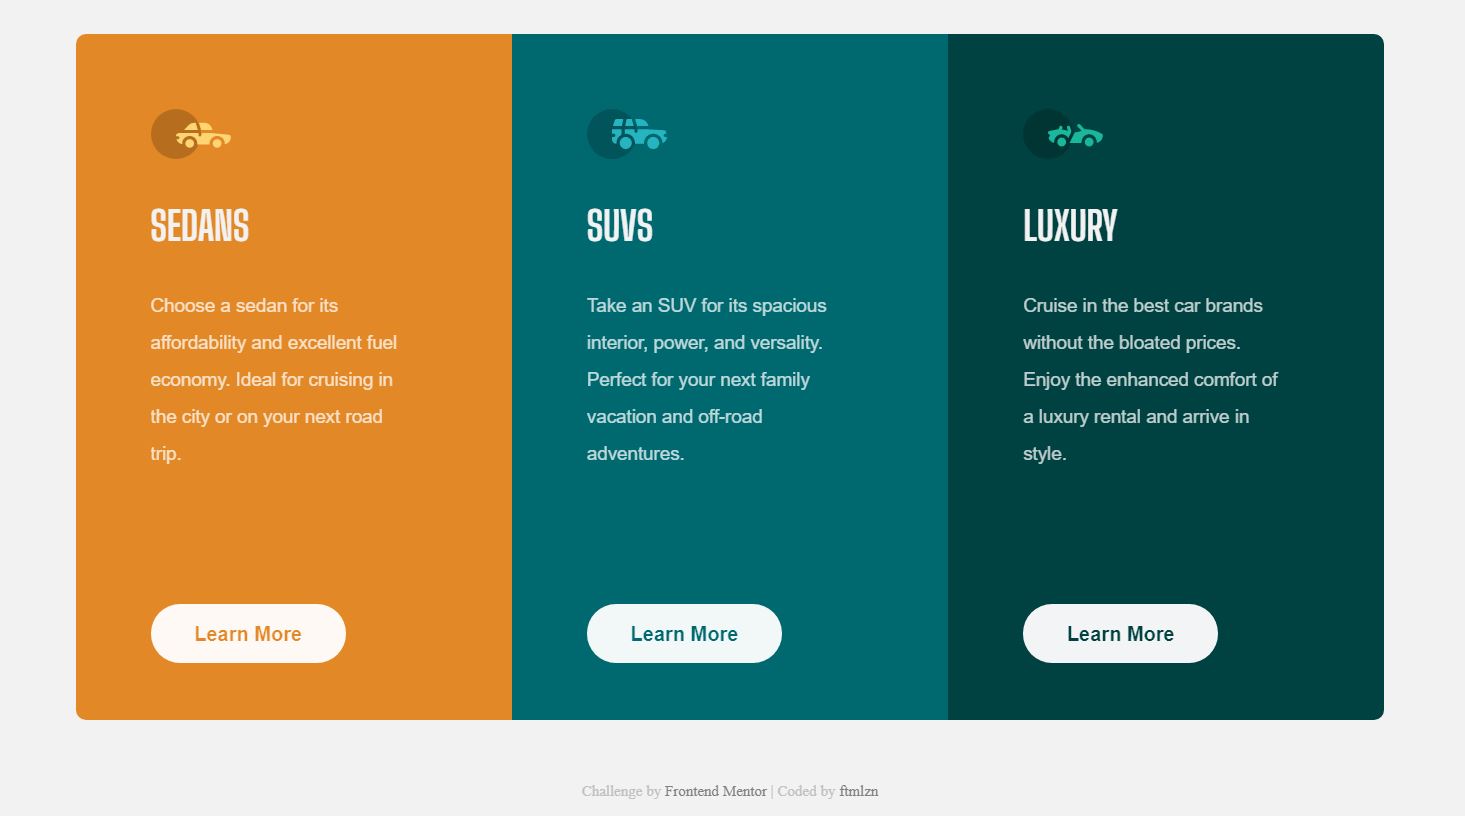 SEDANS
Choose a sedan for its
affordability and excellent fuel
economy. Ideal for cruising in
the city or on your next road
trip.
Learn More
SUVS
Take an SUV for its spacious
interior, power, and versality.
Perfect for your next family
vacation and off-road
adventures.
Learn More
LUXURY
Cruise in the best car brands
without the bloated prices.
Enjoy the enhanced comfort of
a luxury rental and arrive in
style.
Learn More
Challenge by Frontend Mentor | Coded by ftmlzn